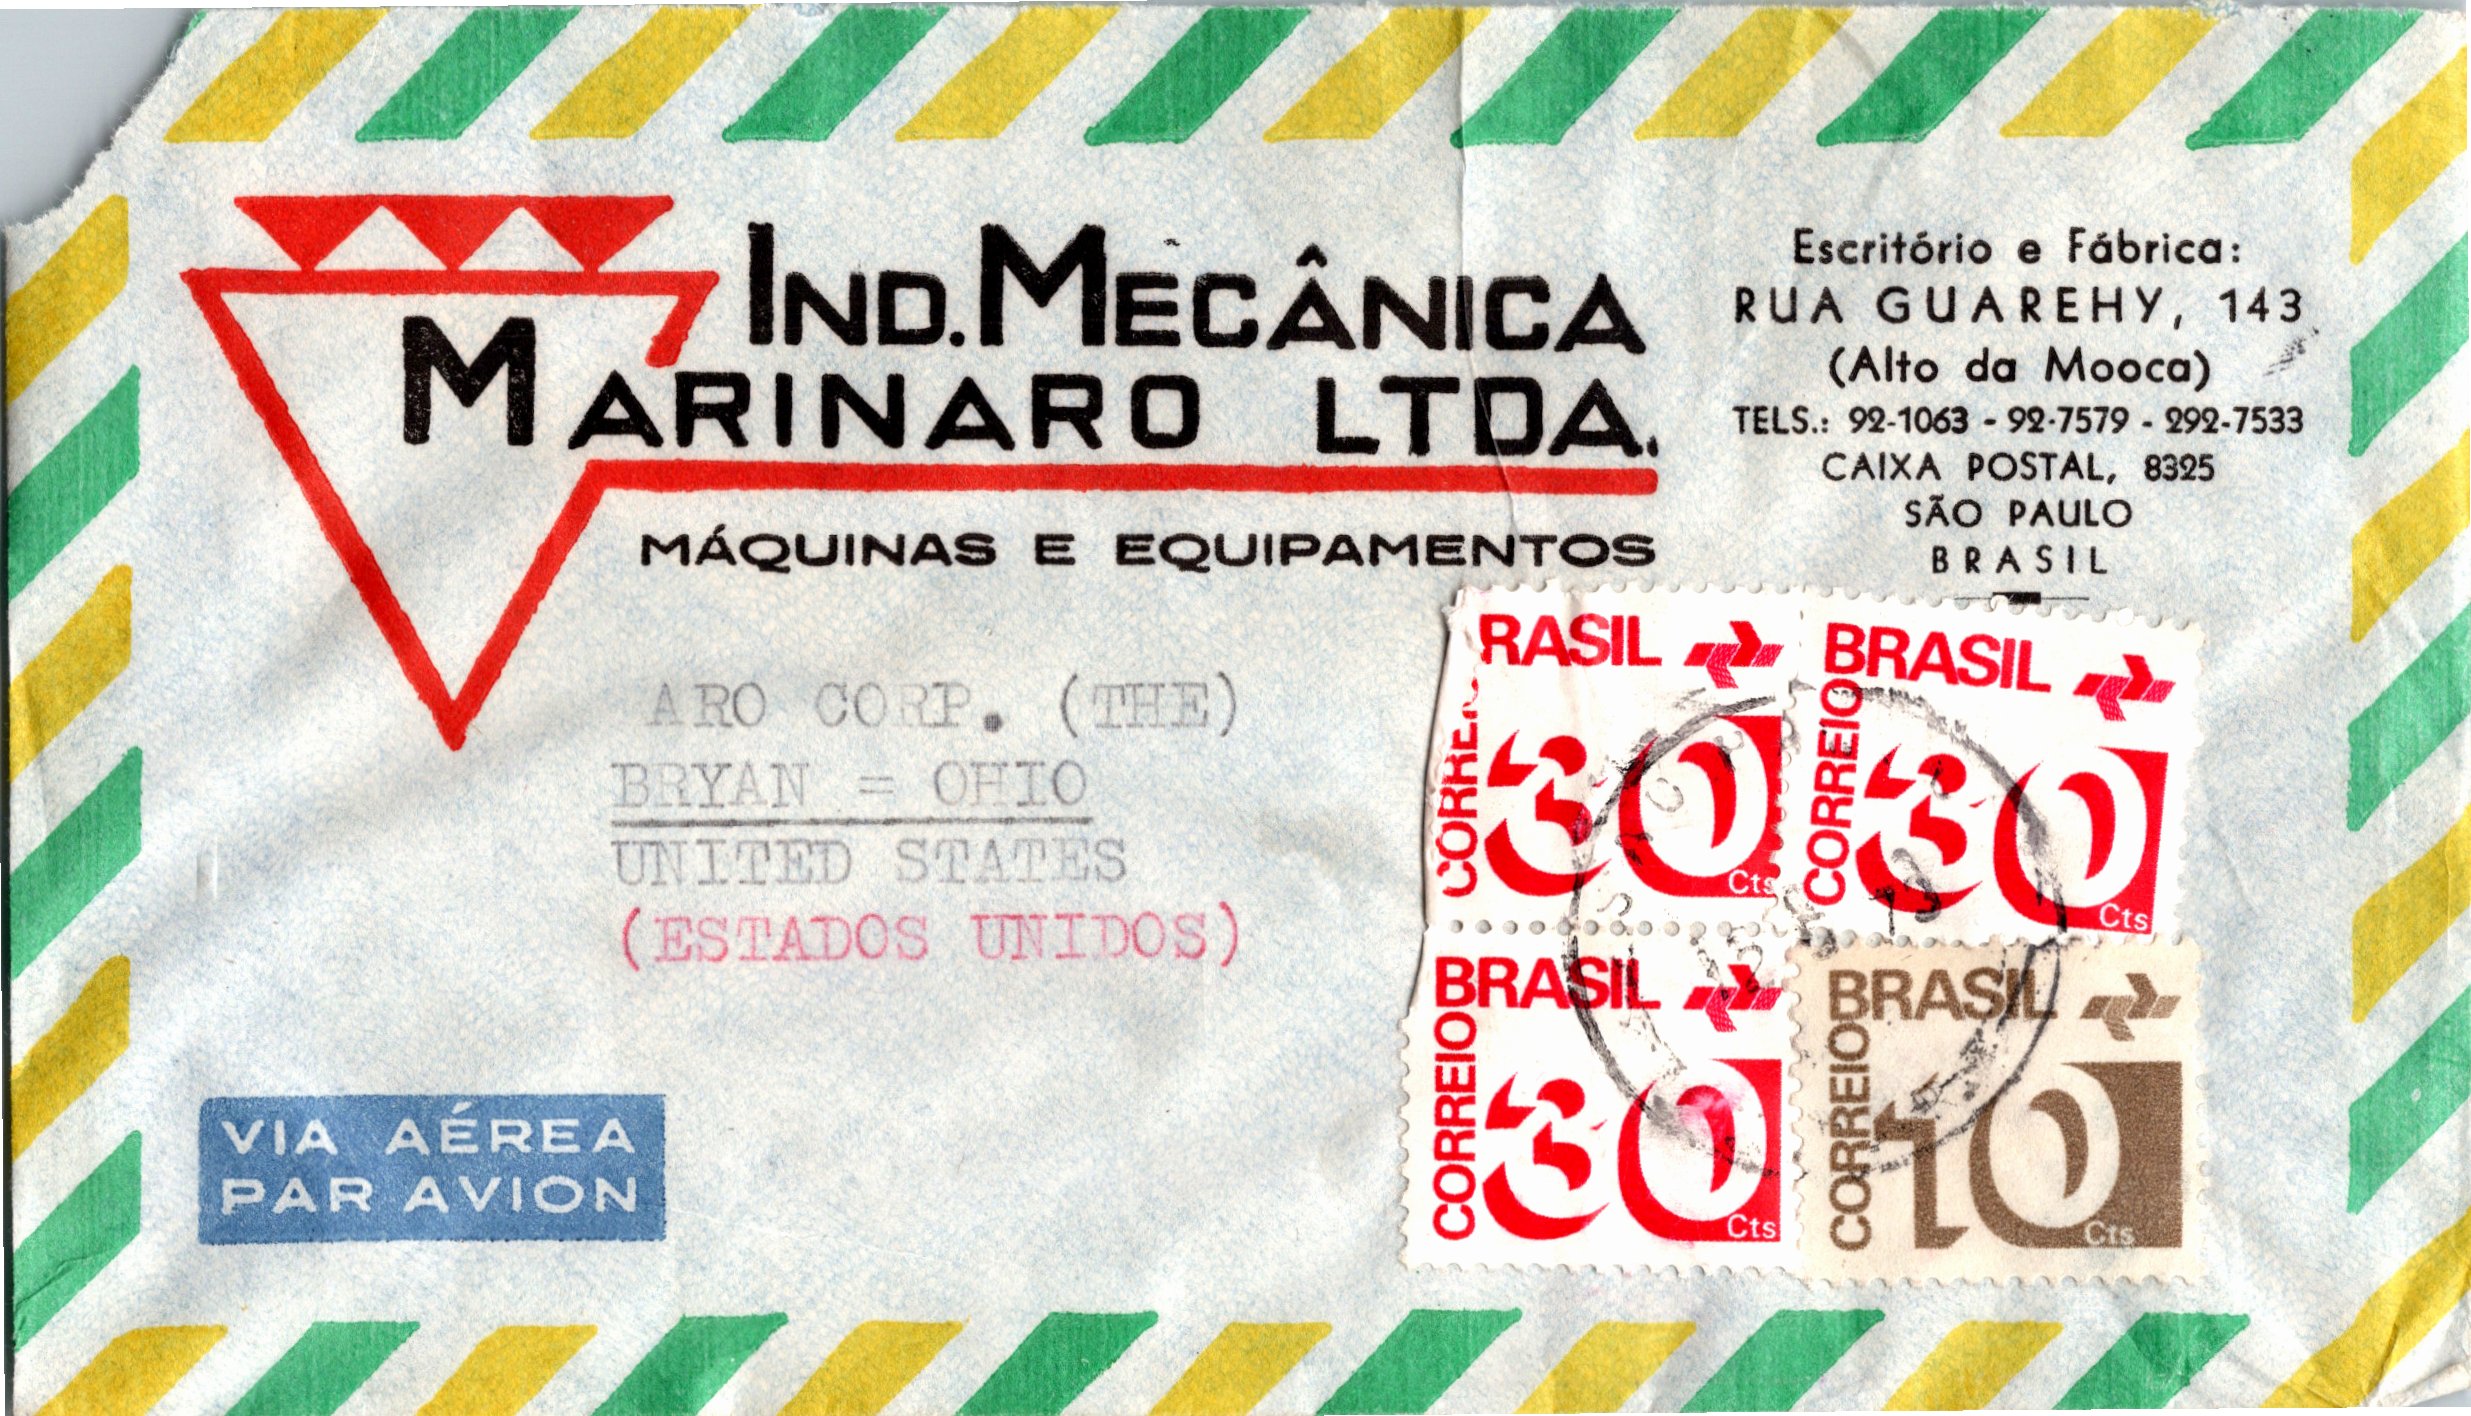 IND. MECÂNICA
MARINARO LTDA.
MÁQUINAS E EQUIPAMENTOS
Escritório e Fábrica:
RUA GUAREHY, 143
(Alto da Mooca)
TELS.: 92-1063 - 92-7579 - 292-7533
CAIXA POSTAL, 8325
SÃO PAULO
BRASIL
ARO CORP. (THE)
BRYAN = OHIO
UNITED STATES
(ESTADOS UNIDOS)
VIA AÉREA
PAR AVION
RASIL
CORREI
30 Cts
BRASIL
CORREIO
30 Cts
BRASIL
CORREIO
30 Cts
BRASIL
CORREIO
10 Cts